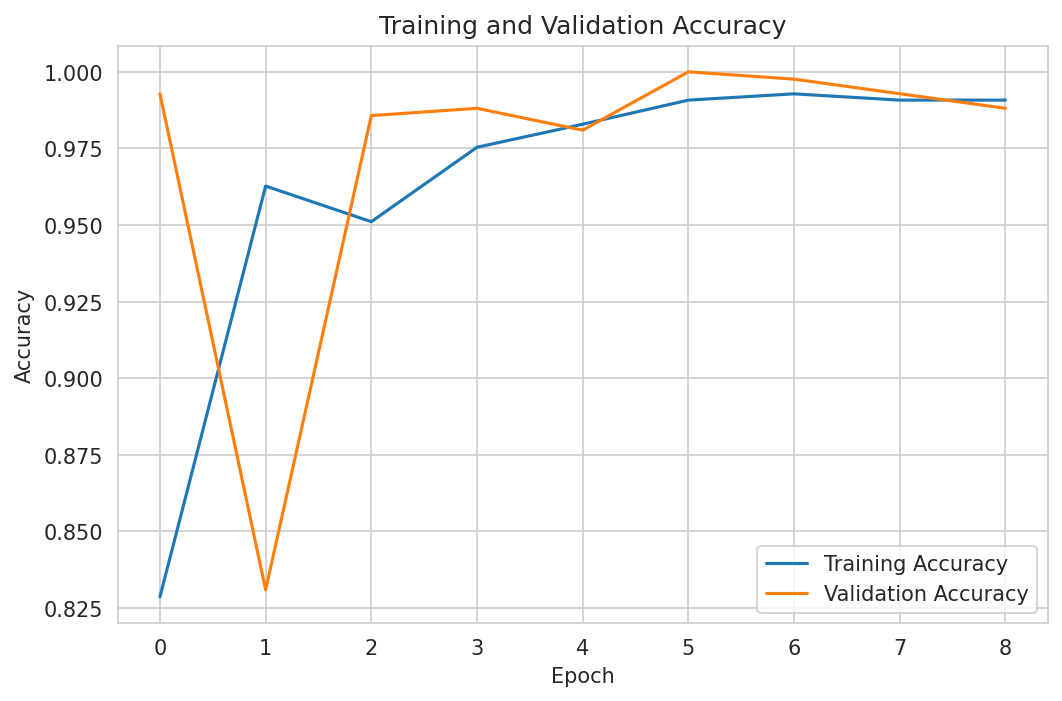 Training and Validation Accuracy
1.000
0.975
0.950
0.925
0.900
0.875
0.850
0.825
Accuracy
0 1 2 3 4 5 6 7 8
Epoch
Training Accuracy
Validation Accuracy